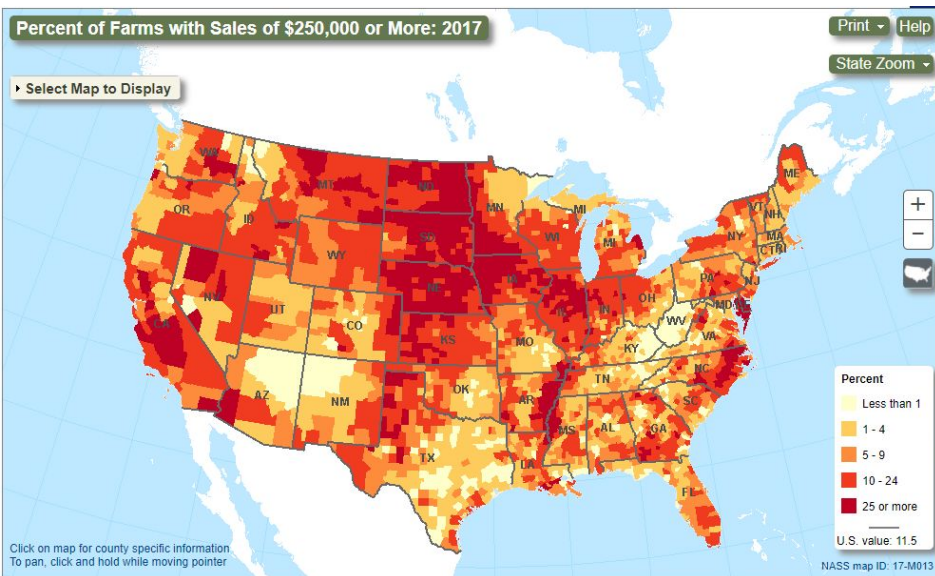 Percent of Farms with Sales of $250,000 or More: 2017
Print
Help
State Zoom
Select Map to Display
WA
MT
ND
MN
ME
OR
ID
SD
WI
MI
MI
VT
NH
NY
MA
CT
RI
WY
NE
IA
PA
NJ
NV
UT
CO
IL
IN
OH
MD
DE
WV
CA
KS
MO
KY
VA
AZ
NM
OK
AR
TN
NC
SC
TX
LA
MS
AL
GA
FL
+
−
Percent
Less than 1
1 - 4
5 - 9
10 - 24
25 or more
U.S. value: 11.5
Click on map for county specific information
To pan, click and hold while moving pointer
NASS map ID: 17-M013